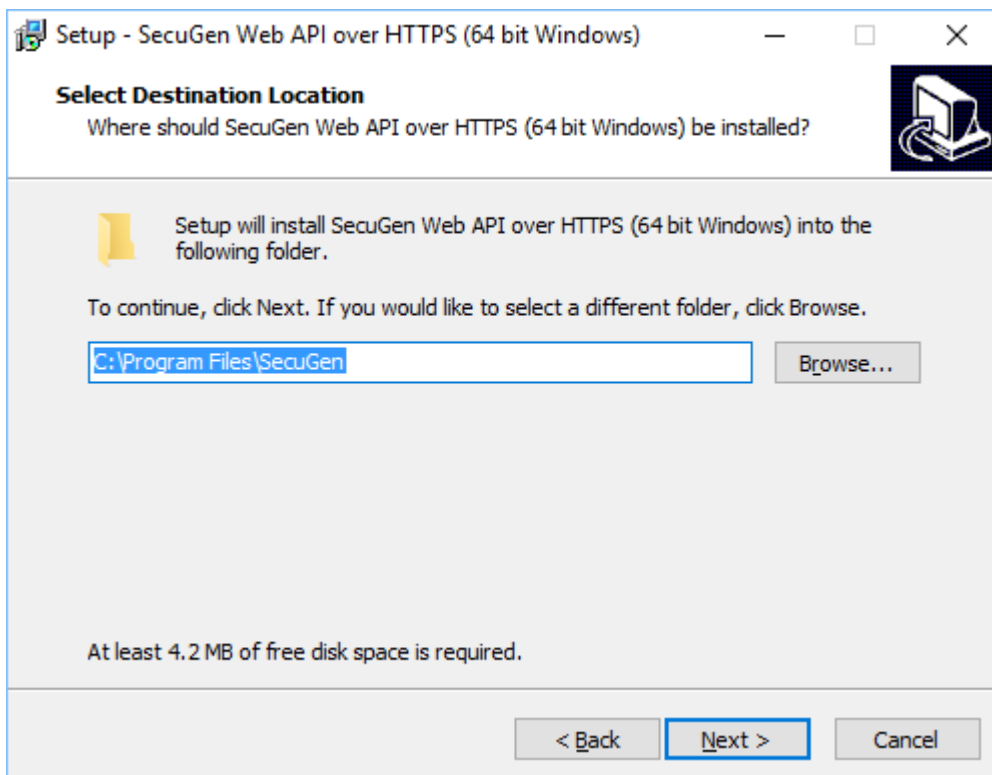 Setup - SecuGen Web API over HTTPS (64 bit Windows)
Select Destination Location
Where should SecuGen Web API over HTTPS (64 bit Windows) be installed?
Setup will install SecuGen Web API over HTTPS (64 bit Windows) into the
following folder.
To continue, click Next. If you would like to select a different folder, click Browse.
C:\Program Files\SecuGen
Browse...
At least 4.2 MB of free disk space is required.
< Back Next > Cancel